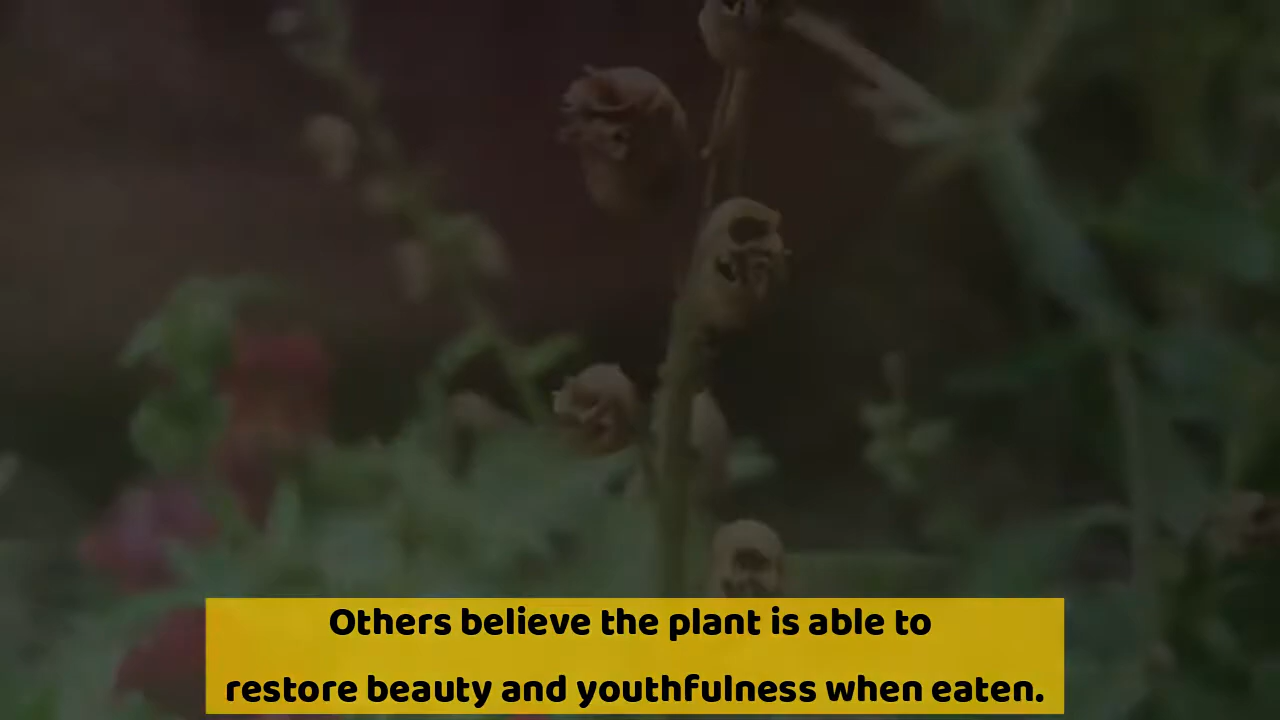 Others believe the plant is able to
restore beauty and youthfulness when eaten.